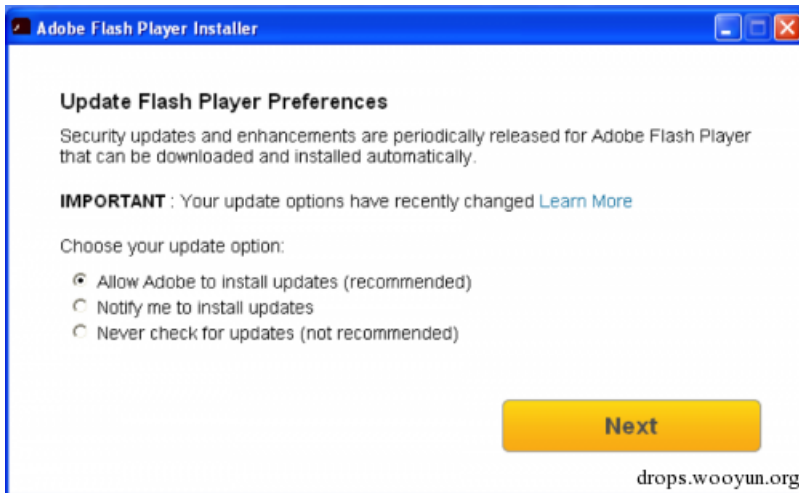 Adobe Flash Player Installer
Update Flash Player Preferences
Security updates and enhancements are periodically released for Adobe Flash Player
that can be downloaded and installed automatically.
IMPORTANT : Your update options have recently changed Learn More
Choose your update option:
Allow Adobe to install updates (recommended)
Notify me to install updates
Never check for updates (not recommended)
Next
drops.wooyun.org